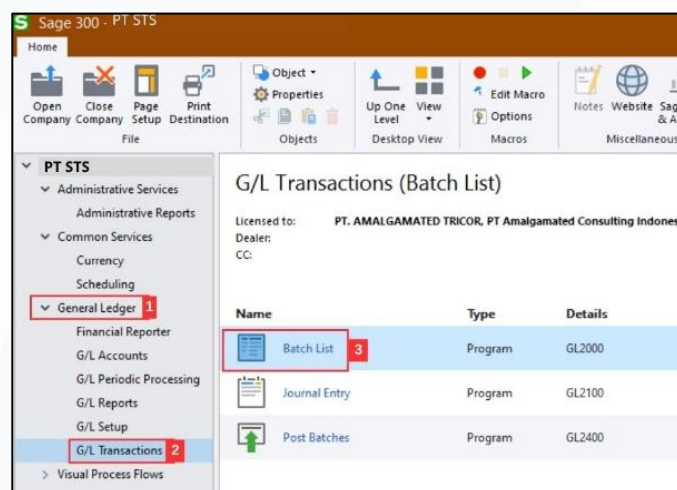 S Sage 300 - PT STS
Home
Open Company
Close Company
Page Setup
Print Destination
File
Object
Properties
Objects
Up One Level
View
Desktop View
Edit Macro
Options
Macros
Notes
Website
Miscellaneous
PT STS
Administrative Services
Administrative Reports
Common Services
Currency
Scheduling
General Ledger 1
Financial Reporter
G/L Accounts
G/L Periodic Processing
G/L Reports
G/L Setup
G/L Transactions 2
Visual Process Flows
G/L Transactions (Batch List)
Licensed to: PT. AMALGAMATED TRICOR, PT Amalgamated Consulting Indones
Dealer:
CC:
Name Type Details
Batch List 3 Program GL2000
Journal Entry Program GL2100
Post Batches Program GL2400